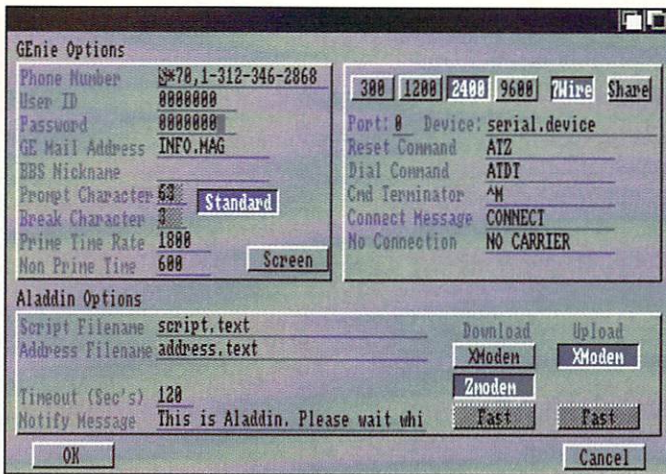 GEnie Options
Phone Number *70,1-312-346-2868
User ID 0000000
Password 0000000
GE Mail Address INFO.MAG
BBS Nickname
Prompt Character 63
Standard
Break Character 3
Prime Time Rate 1800
Non Prime Time 600
Screen
300 1200 2400 9600 7Wire Share
Port: 0 Device: serial.device
Reset Command ATZ
Dial Command ATDT
Cmd Terminator ^M
Connect Message CONNECT
No Connection NO CARRIER
Aladdin Options
Script Filename script.text
Address Filename address.text
Timeout (Sec's) 120
Notify Message This is Aladdin. Please wait whi
Download Upload
XModem XModem
Zmodem
Fast Fast
OK Cancel